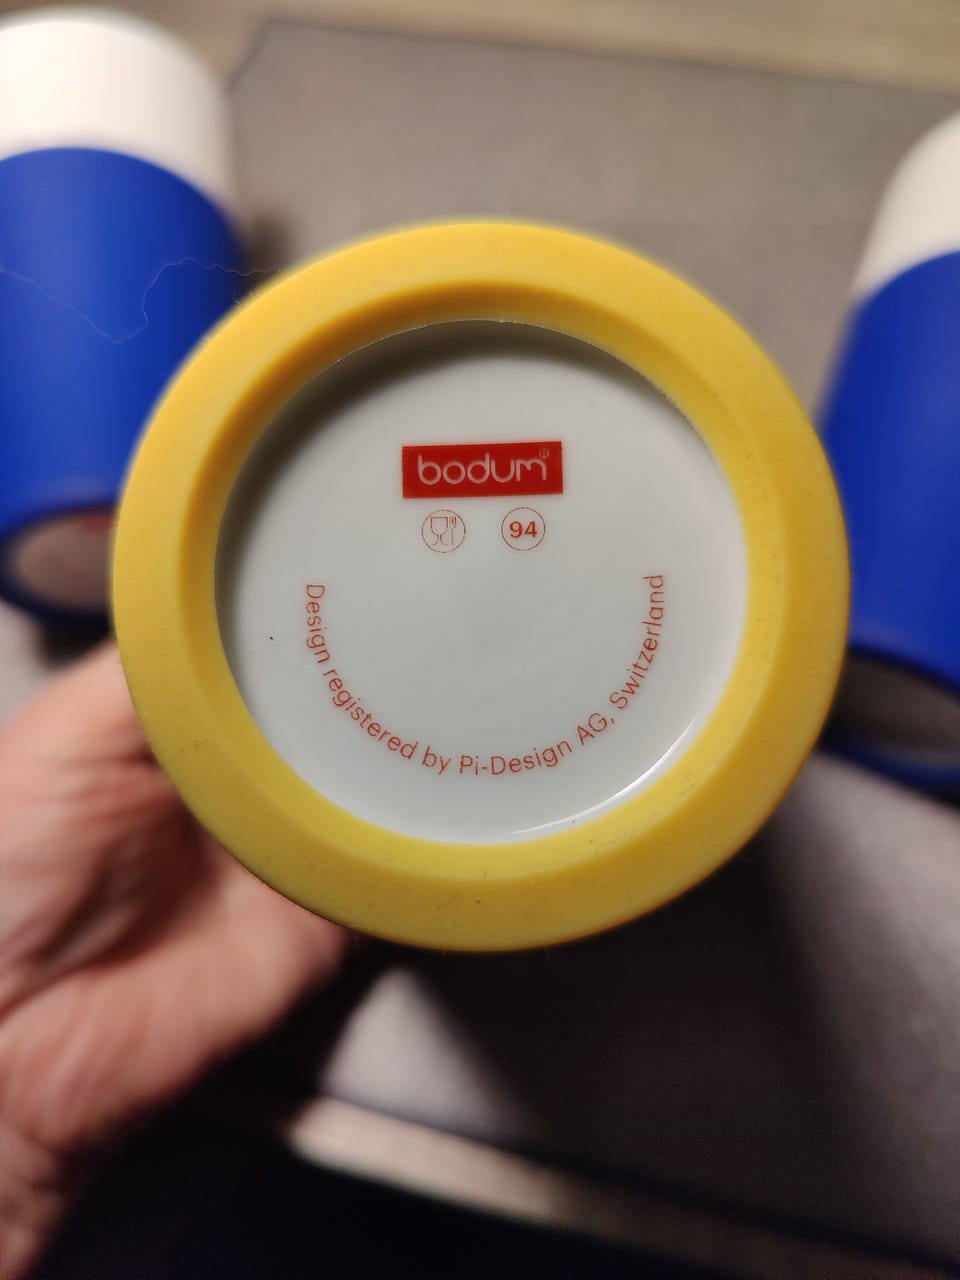 bodum®
94
Design registered by Pi-Design AG, Switzerland